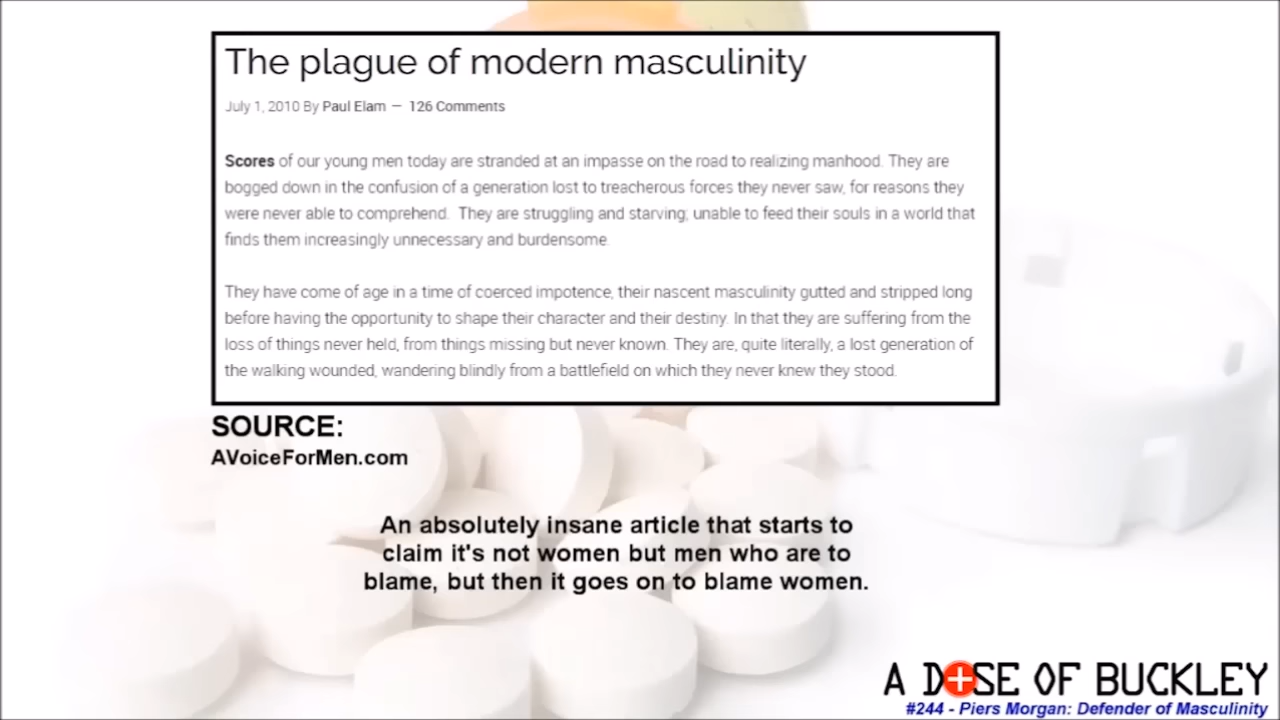 The plague of modern masculinity
July 1, 2010 By Paul Elam — 126 Comments
Scores of our young men today are stranded at an impasse on the road to realizing manhood. They are
bogged down in the confusion of a generation lost to treacherous forces they never saw, for reasons they
were never able to comprehend. They are struggling and starving; unable to feed their souls in a world that
finds them increasingly unnecessary and burdensome.
They have come of age in a time of coerced impotence, their nascent masculinity gutted and stripped long
before having the opportunity to shape their character and their destiny. In that they are suffering from the
loss of things never held, from things missing but never known. They are, quite literally, a lost generation of
the walking wounded, wandering blindly from a battlefield on which they never knew they stood.
SOURCE:
AVoiceForMen.com
An absolutely insane article that starts to
claim it's not women but men who are to
blame, but then it goes on to blame women.
A DOSE OF BUCKLEY
#244 - Piers Morgan: Defender of Masculinity